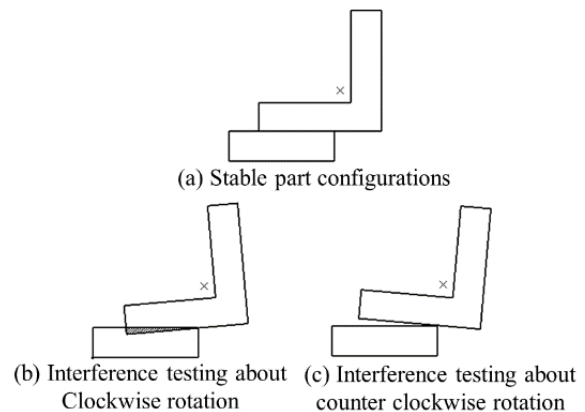 (a) Stable part configurations
(b) Interference testing about
Clockwise rotation
(c) Interference testing about
counter clockwise rotation